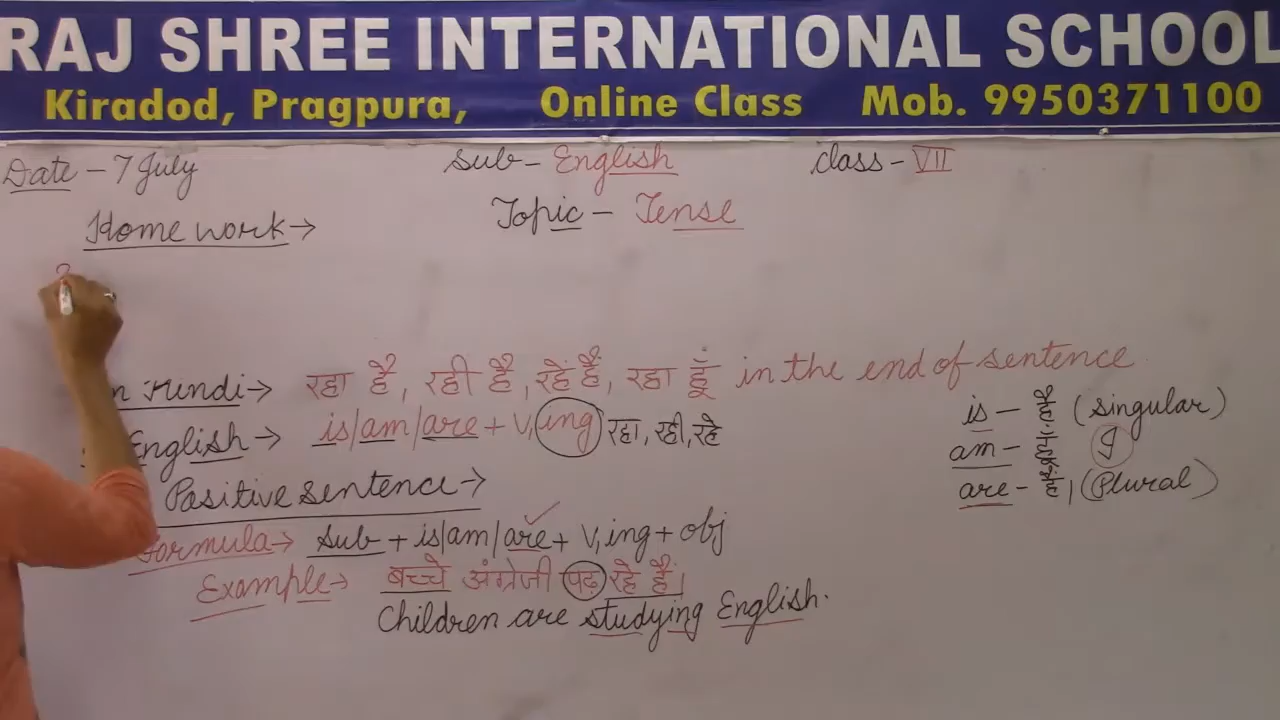 RAJ SHREE INTERNATIONAL SCHOOL
Kiradod, Pragpura, Online Class Mob. 9950371100
Date - 7 July Sub - English Class - VII
Topic - Tense
Home work →
Hindi → रहा है, रही है, रहें हैं, रहा हूँ in the end of sentence
English → is/am/are + V, ing रहा, रही, रहे
is - (Singular)
am - I
are - (Plural)
Positive sentence →
Formula → Sub + is/am/are + V, ing + obj
Example → बच्चे अंग्रेजी पढ़ रहे हैं।
Children are studying English.